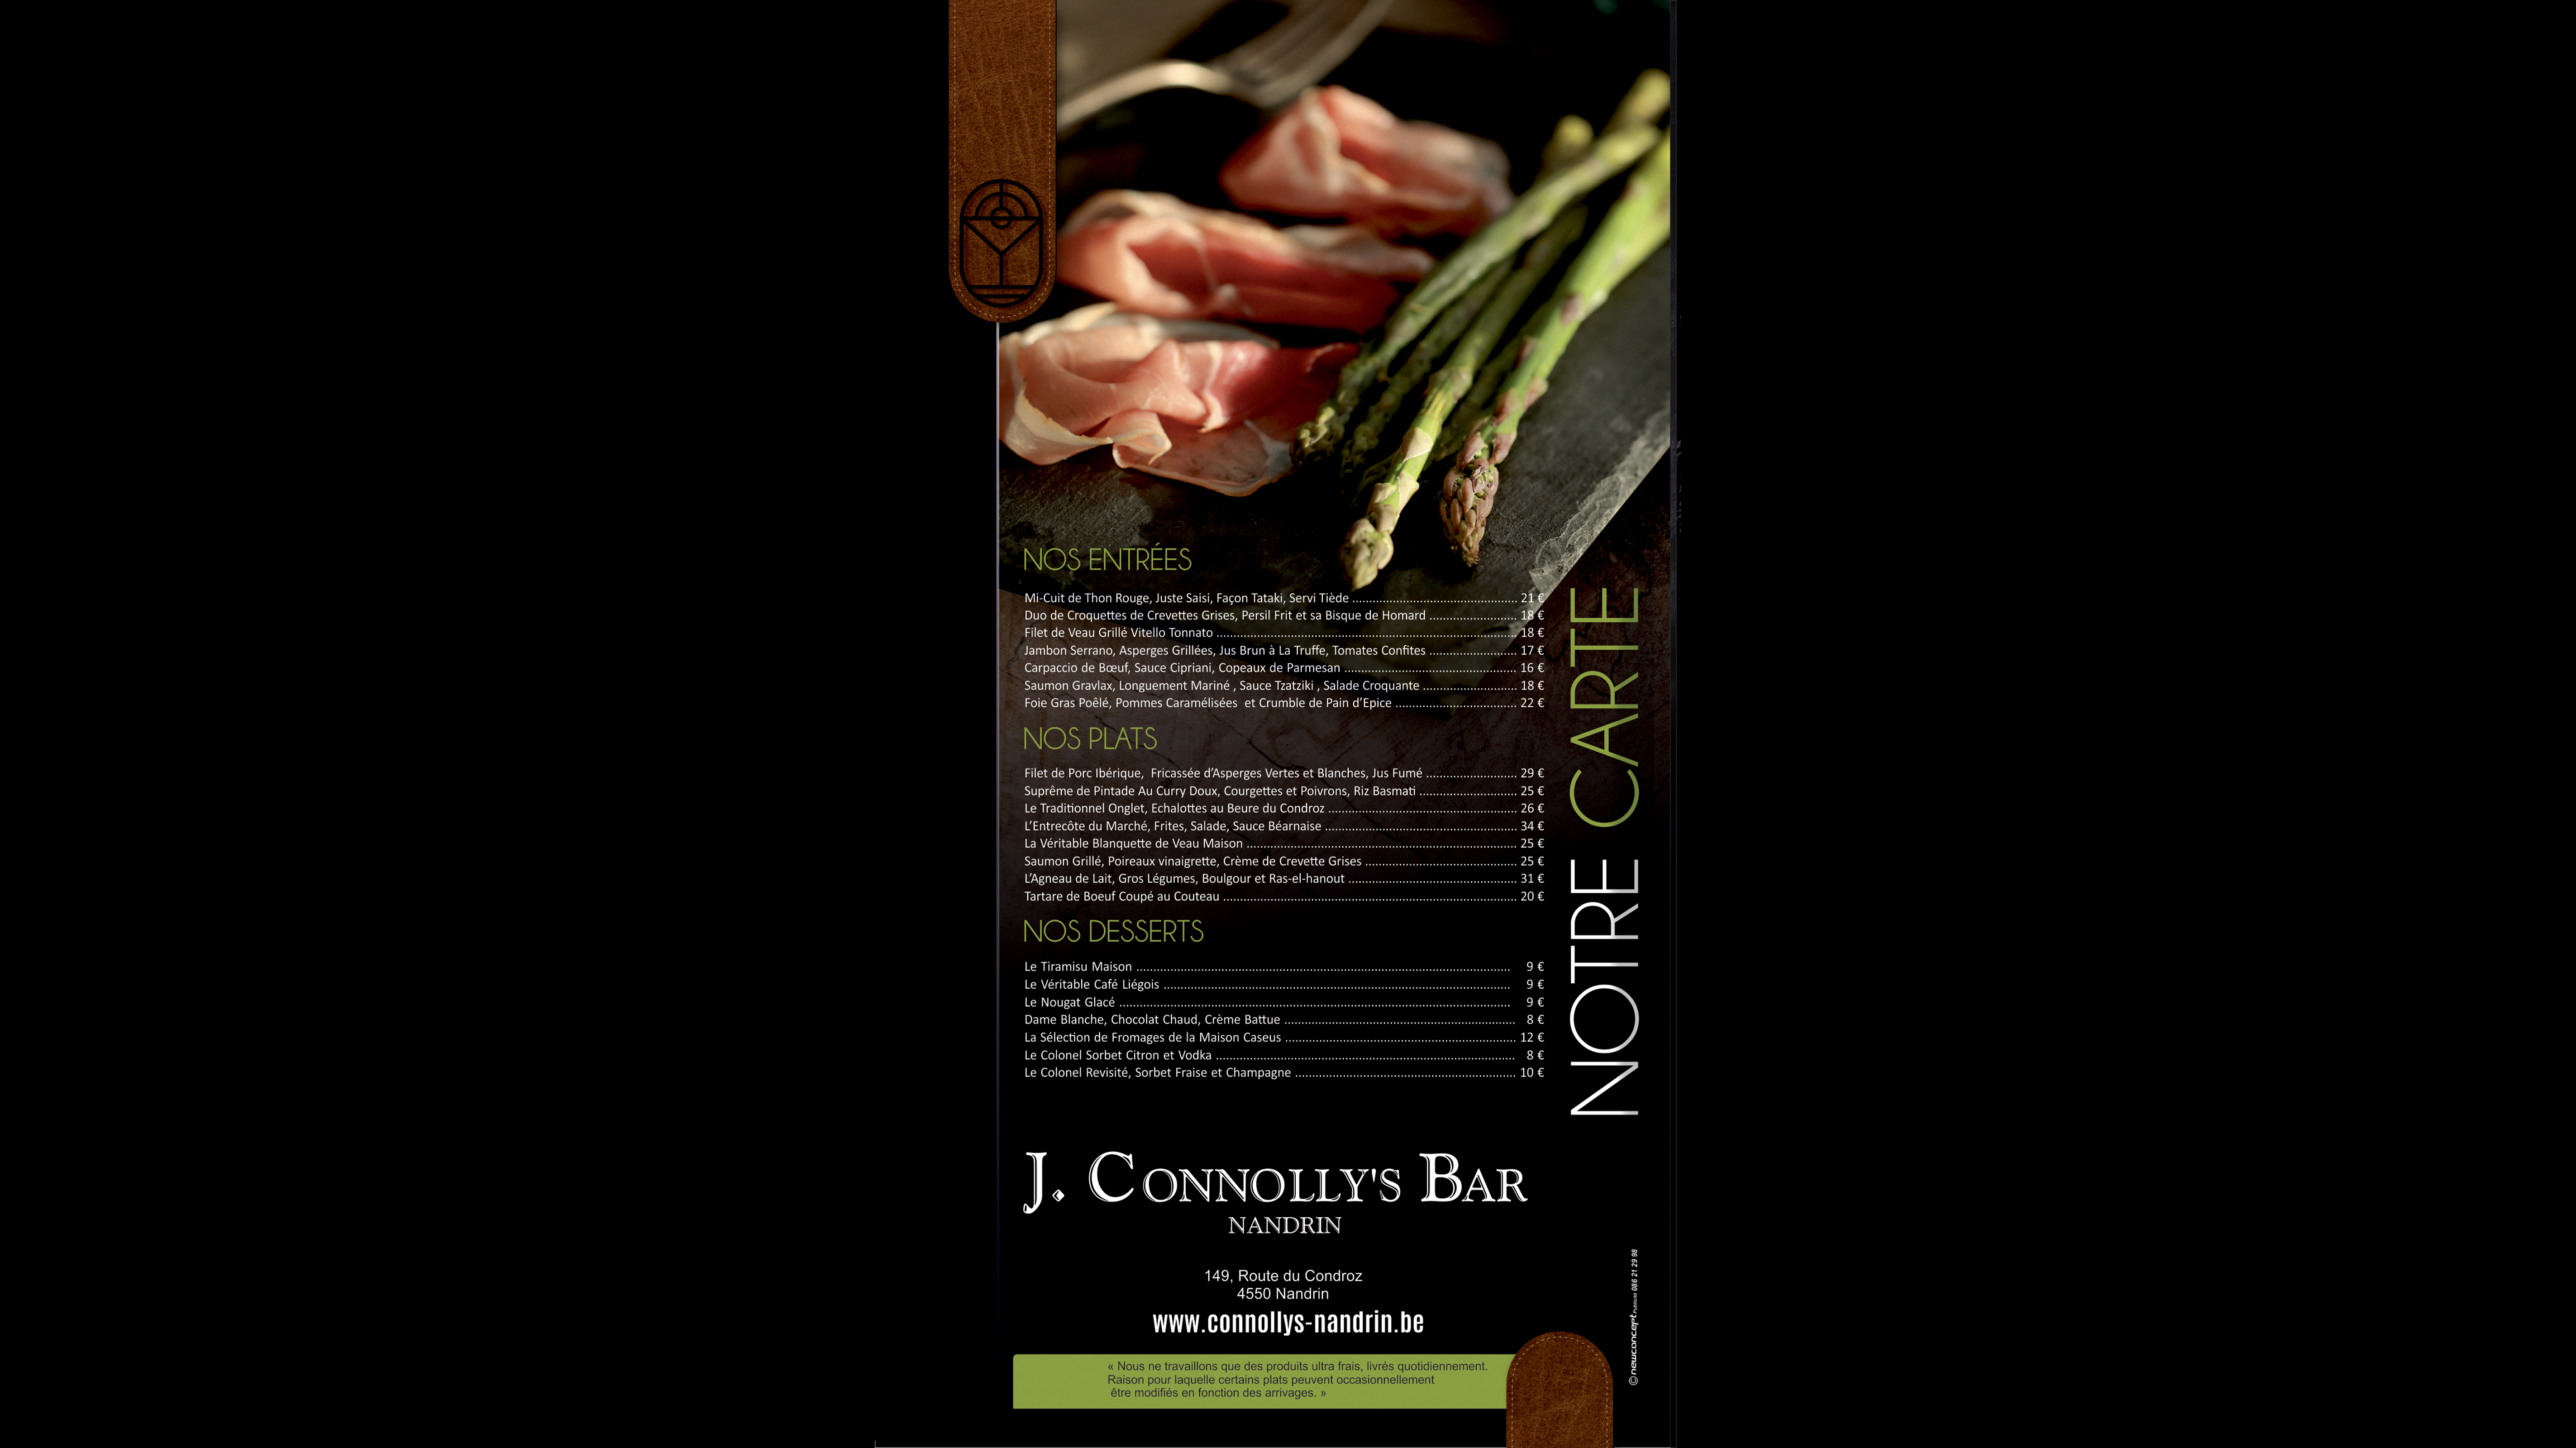 NOS ENTRÉES
Mi-Cuit de Thon Rouge, Juste Saisi, Façon Tataki, Servi Tiède ................................................. 21 €
Duo de Croquettes de Crevettes Grises, Persil Frit et sa Bisque de Homard .......................... 18 €
Filet de Veau Grillé Vitello Tonnato ......................................................................................... 18 €
Jambon Serrano, Asperges Grillées, Jus Brun à La Truffe, Tomates Confites .......................... 17 €
Carpaccio de Bœuf, Sauce Cipriani, Copeaux de Parmesan ................................................... 16 €
Saumon Gravlax, Longuement Mariné , Sauce Tzatziki , Salade Croquante ............................ 18 €
Foie Gras Poêlé, Pommes Caramélisées  et Crumble de Pain d’Epice .................................... 22 €
NOS PLATS
Filet de Porc Ibérique,  Fricassée d’Asperges Vertes et Blanches, Jus Fumé ........................... 29 €
Suprême de Pintade Au Curry Doux, Courgettes et Poivrons, Riz Basmati ............................. 25 €
Le Traditionnel Onglet, Echalottes au Beure du Condroz ........................................................ 26 €
L’Entrecôte du Marché, Frites, Salade, Sauce Béarnaise ......................................................... 34 €
La Véritable Blanquette de Veau Maison ................................................................................ 25 €
Saumon Grillé, Poireaux vinaigrette, Crème de Crevette Grises ............................................. 25 €
L’Agneau de Lait, Gros Légumes, Boulgour et Ras-el-hanout .................................................. 31 €
Tartare de Boeuf Coupé au Couteau ....................................................................................... 20 €
NOS DESSERTS
Le Tiramisu Maison ............................................................................................................... 9 €
Le Véritable Café Liégois ....................................................................................................... 9 €
Le Nougat Glacé .................................................................................................................... 9 €
Dame Blanche, Chocolat Chaud, Crème Battue .................................................................... 8 €
La Sélection de Fromages de la Maison Caseus .................................................................... 12 €
Le Colonel Sorbet Citron et Vodka ........................................................................................ 8 €
Le Colonel Revisité, Sorbet Fraise et Champagne ................................................................. 10 €
NOTRE CARTE
J. CONNOLLY'S BAR
NANDRIN
149, Route du Condroz
4550 Nandrin
www.connollys-nandrin.be
« Nous ne travaillons que des produits ultra frais, livrés quotidiennement.
Raison pour laquelle certains plats peuvent occasionnellement
être modifiés en fonction des arrivages. »
©newconcept Publicité 086 21 29 98